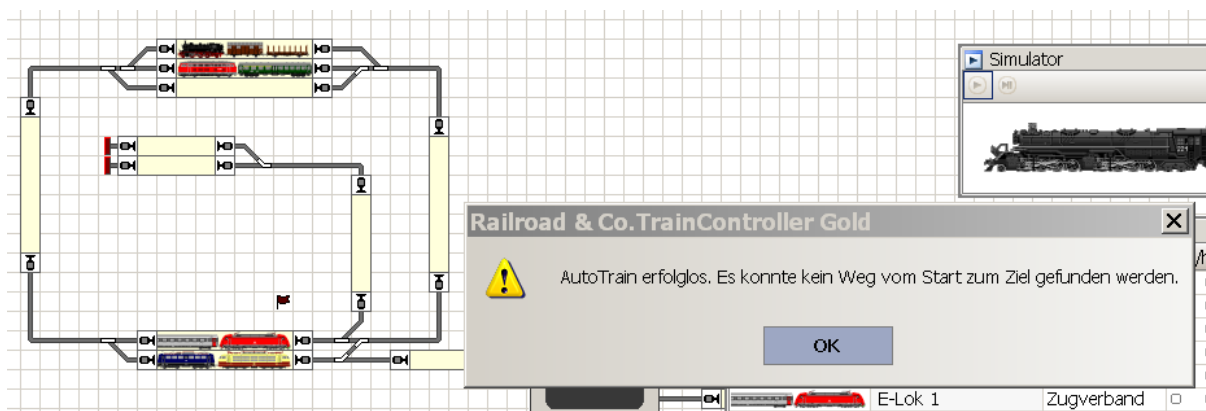 Simulator
Railroad & Co.TrainController Gold
AutoTrain erfolglos. Es konnte kein Weg vom Start zum Ziel gefunden werden.
OK
E-Lok 1 Zugverband